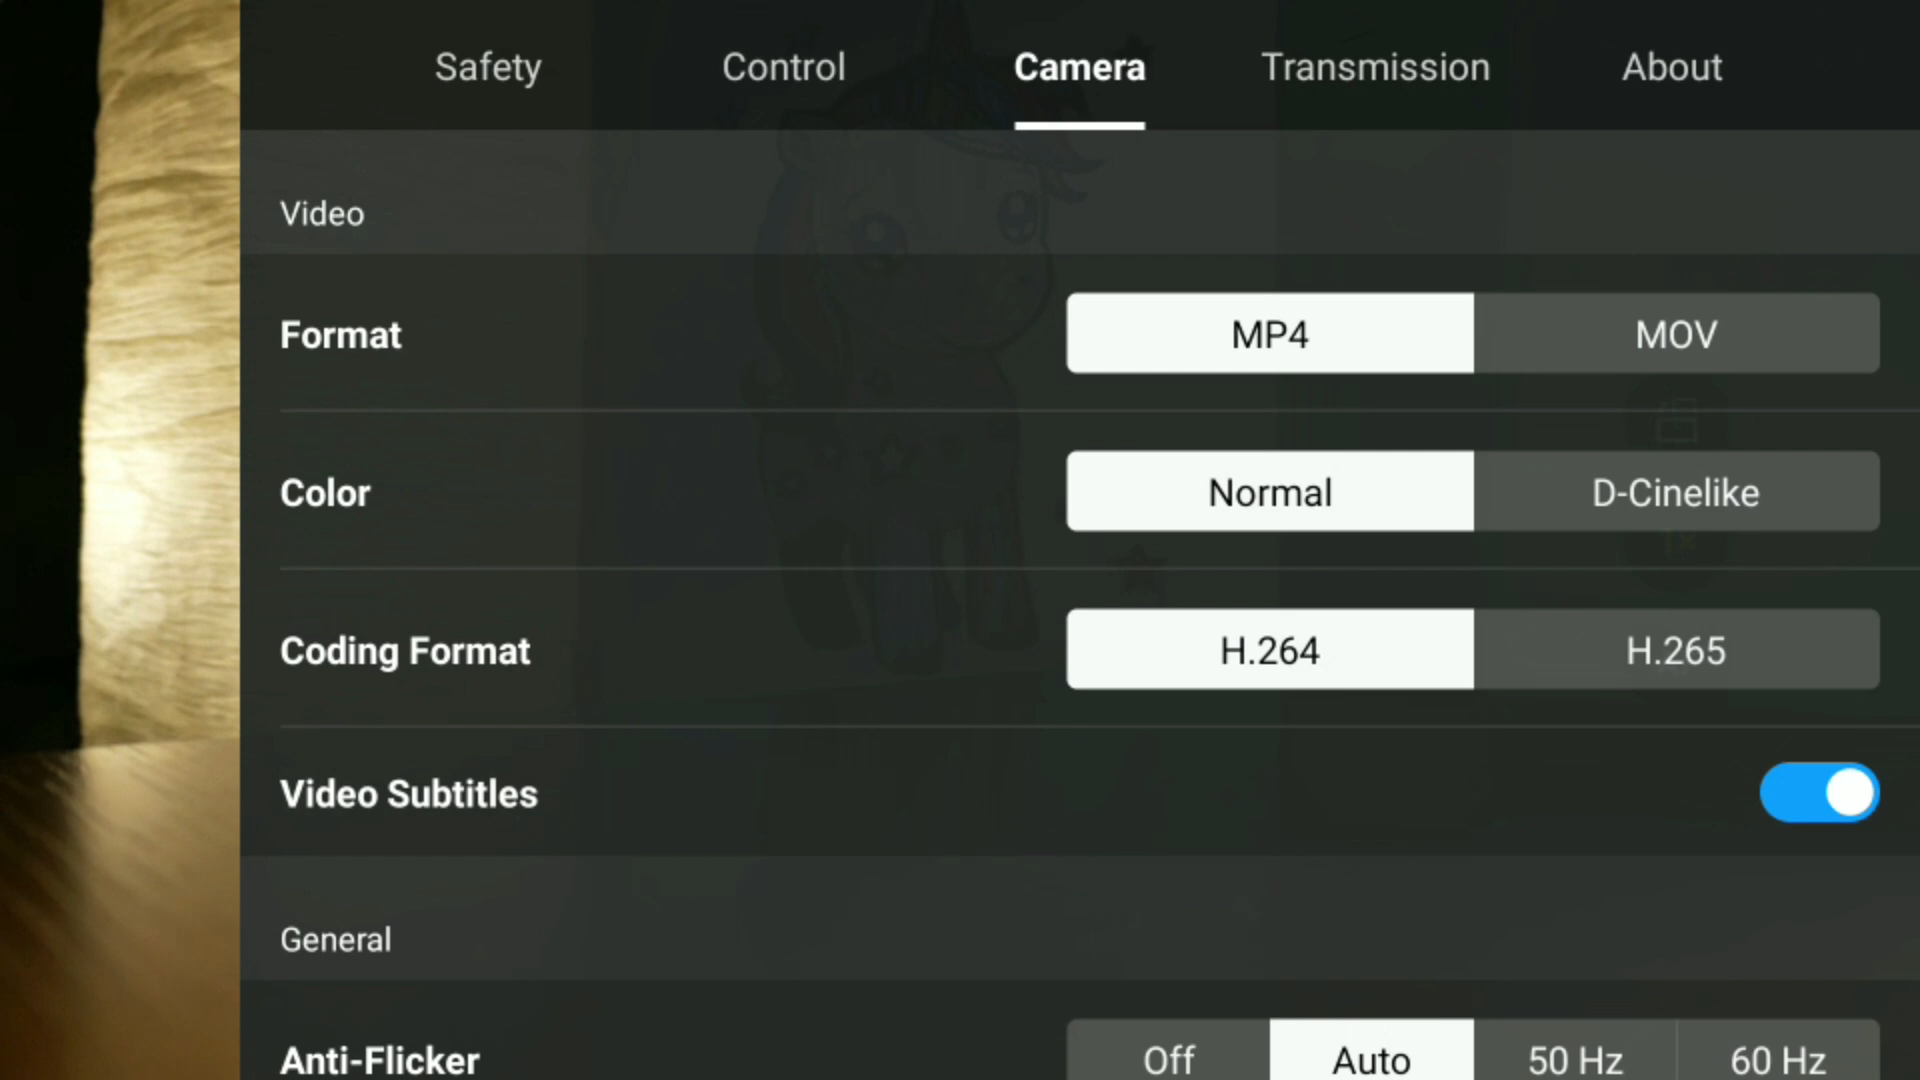 Safety Control Camera Transmission About
Video
Format MP4 MOV
Color Normal D-Cinelike
Coding Format H.264 H.265
Video Subtitles
General
Anti-Flicker Off Auto 50 Hz 60 Hz